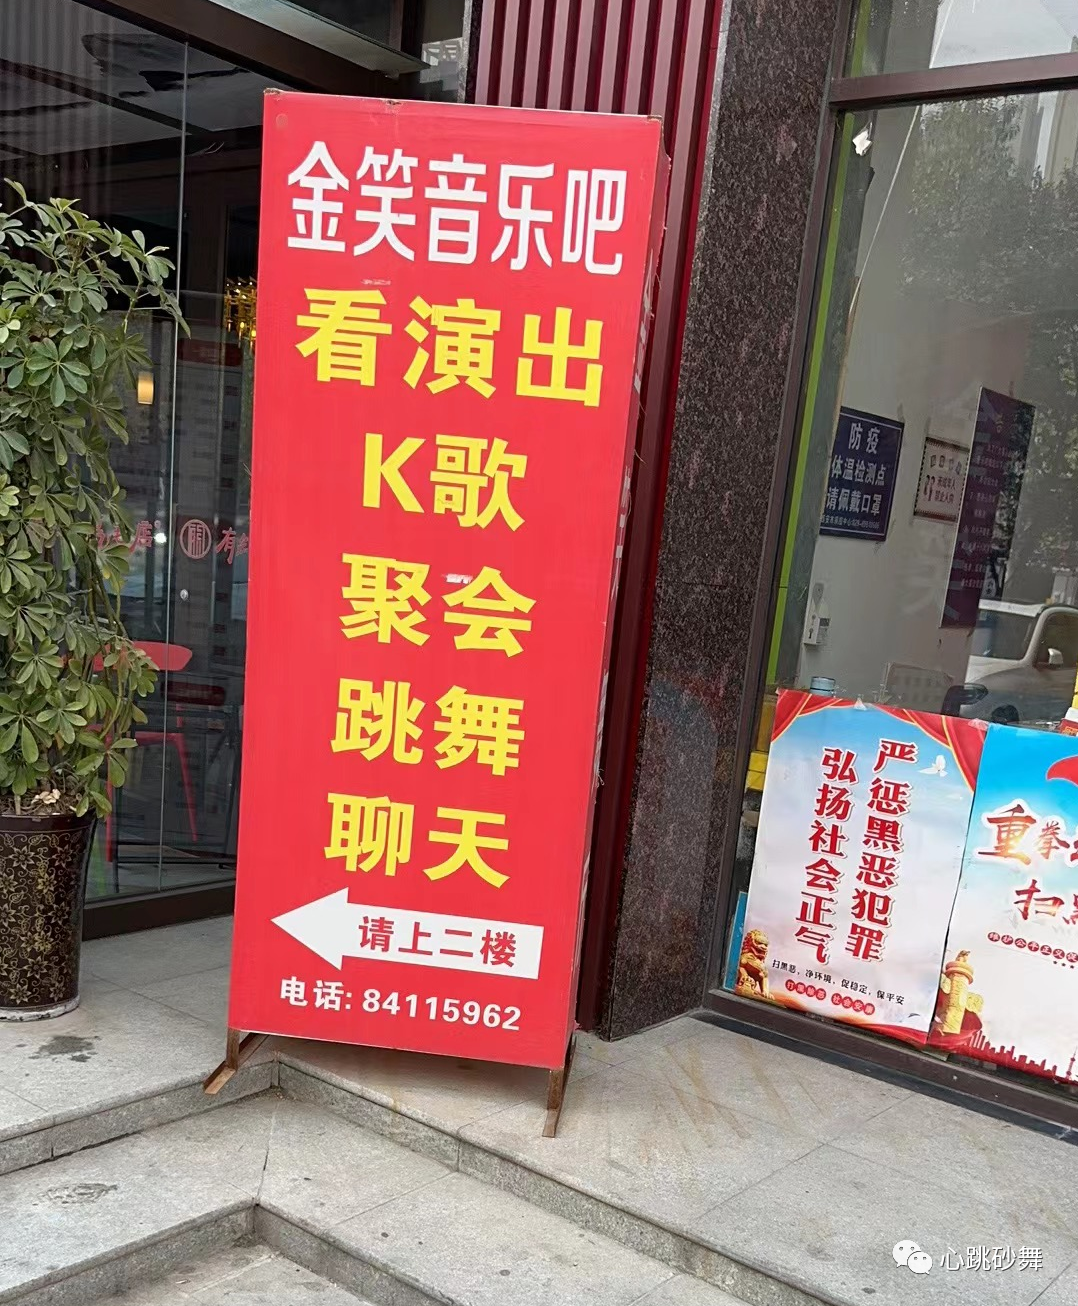 金笑音乐吧
看演出
K歌
聚会
跳舞
聊天
请上二楼
电话: 84115962
防疫
体温检测点
请佩戴口罩
严惩黑恶犯罪
弘扬社会正气
扫黑恶，净环境，促稳定，保平安
重拳
扫
心跳砂舞